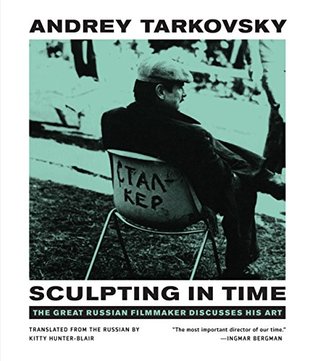 ANDREY TARKOVSKY
СТАЛ-
КЕР
SCULPTING IN TIME
THE GREAT RUSSIAN FILMMAKER DISCUSSES HIS ART
TRANSLATED FROM THE RUSSIAN BY
KITTY HUNTER-BLAIR
"The most important director of our time."
—INGMAR BERGMAN